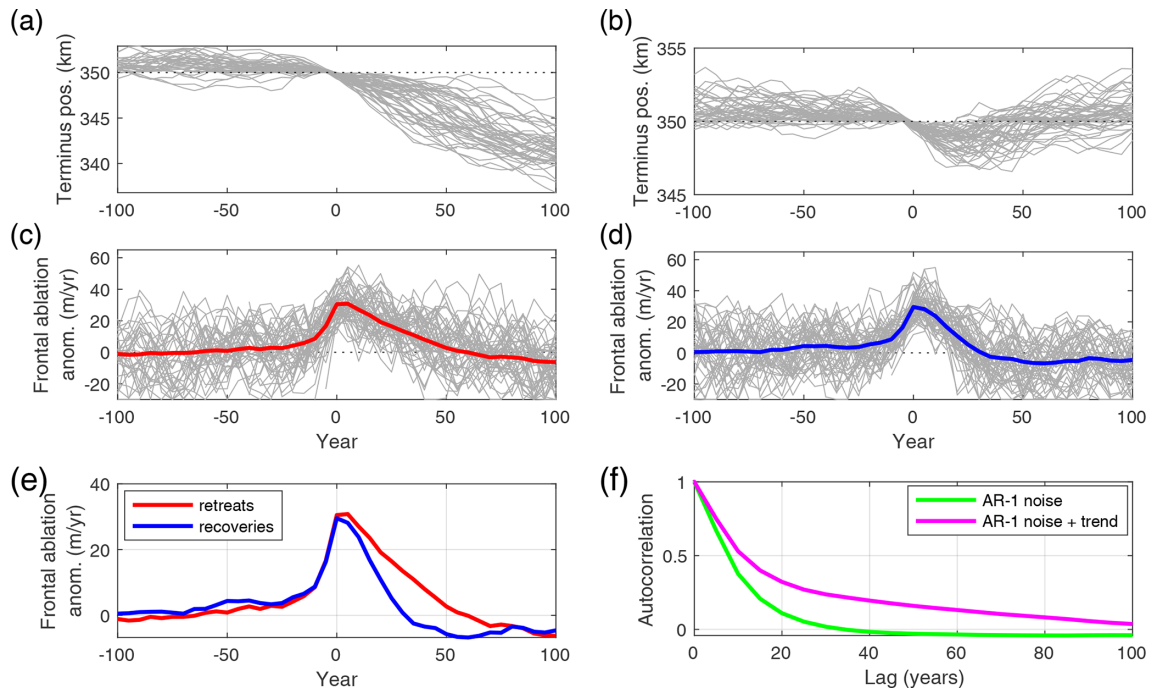 (a)
Terminus pos. (km)
350
345
340
-100
-50
0
50
100
(b)
Terminus pos. (km)
355
350
345
-100
-50
0
50
100
(c)
Frontal ablation
anom. (m/yr)
60
40
20
0
-20
-100
-50
0
50
100
Year
(d)
Frontal ablation
anom. (m/yr)
60
40
20
0
-20
-100
-50
0
50
100
Year
(e)
Frontal ablation
anom. (m/yr)
40
20
0
retreats
recoveries
-100
-50
0
50
100
Year
(f)
Autocorrelation
1
0.5
0
AR-1 noise
AR-1 noise + trend
0
20
40
60
80
100
Lag (years)